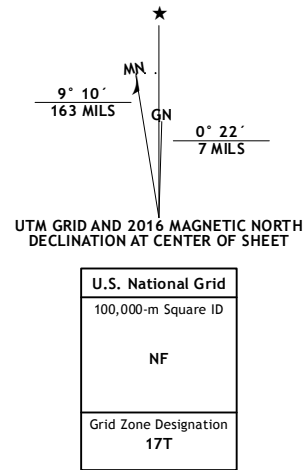 ★
MN
GN
9° 10´
163 MILS
0° 22´
7 MILS
UTM GRID AND 2016 MAGNETIC NORTH
DECLINATION AT CENTER OF SHEET
U.S. National Grid
100,000-m Square ID
NF
Grid Zone Designation
17T